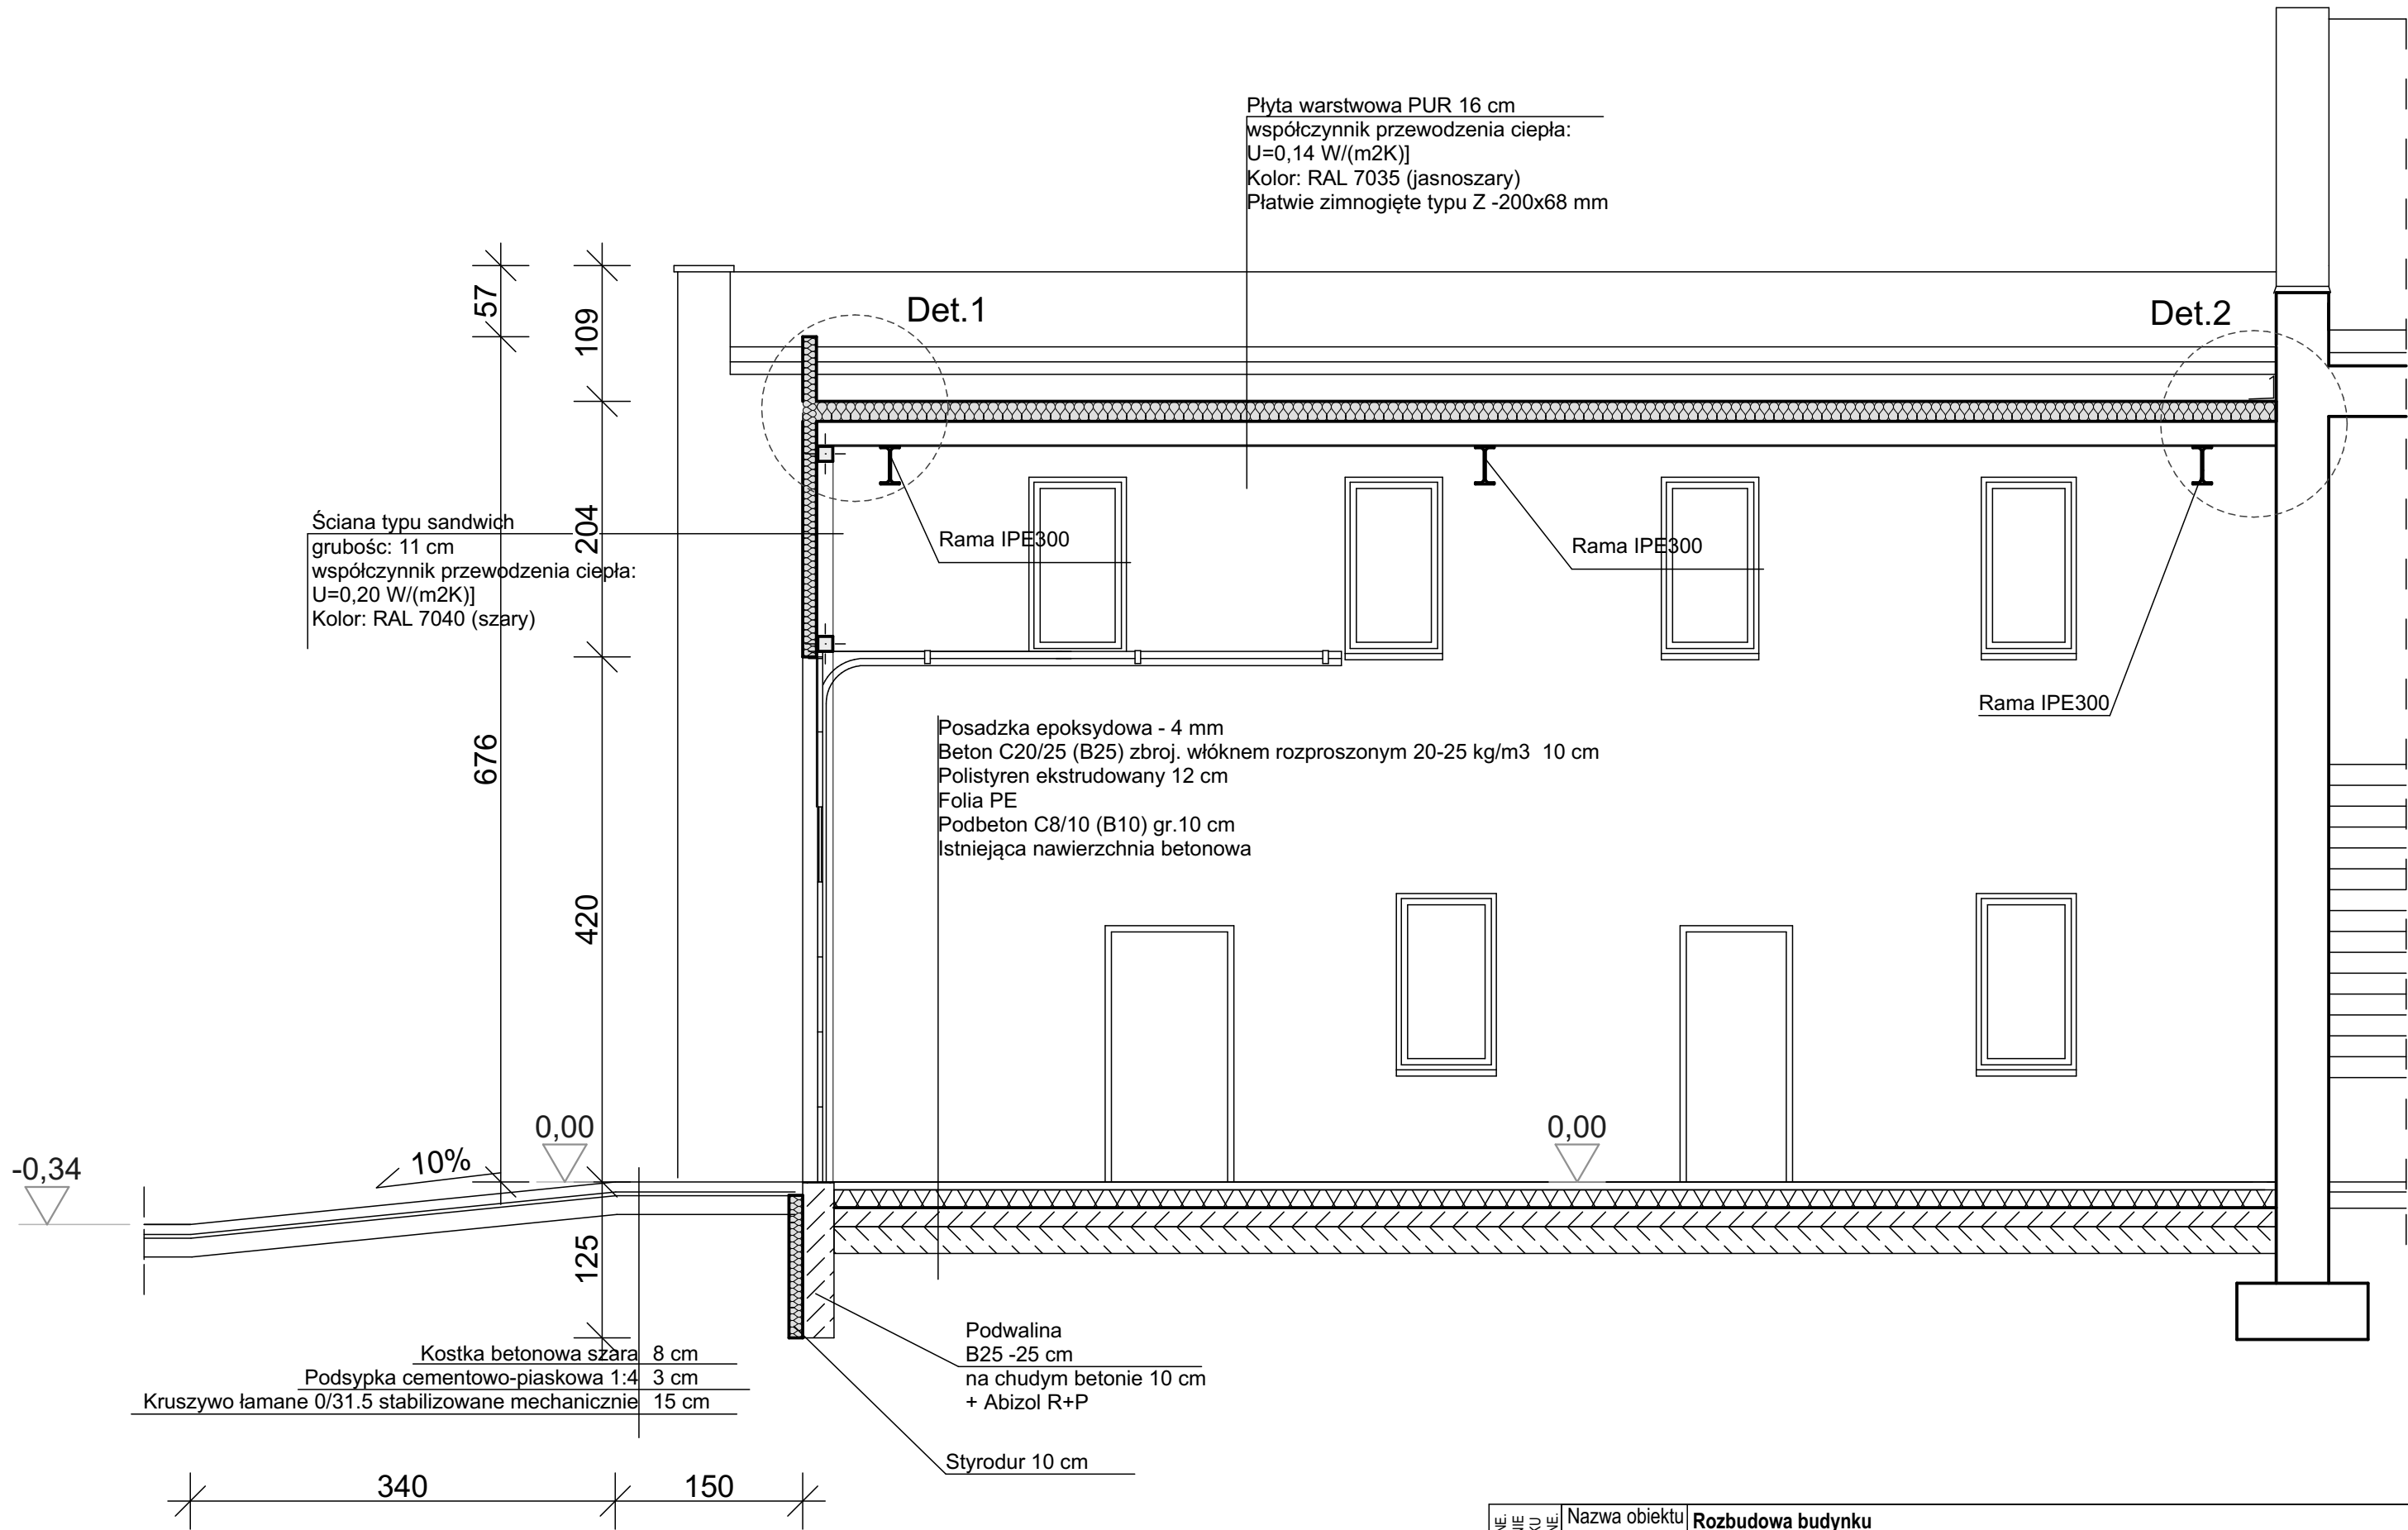 Płyta warstwowa PUR 16 cm
współczynnik przewodzenia ciepła:
U=0,14 W/(m2K)]
Kolor: RAL 7035 (jasnoszary)
Płatwie zimnogięte typu Z -200x68 mm
57
109
Det.1
Det.2
204
Ściana typu sandwich
grubośc: 11 cm
współczynnik przewodzenia ciepła:
U=0,20 W/(m2K)]
Kolor: RAL 7040 (szary)
Rama IPE300
Rama IPE300
Rama IPE300
676
Posadzka epoksydowa - 4 mm
Beton C20/25 (B25) zbroj. włóknem rozproszonym 20-25 kg/m3 10 cm
Polistyren ekstrudowany 12 cm
Folia PE
Podbeton C8/10 (B10) gr.10 cm
Istniejąca nawierzchnia betonowa
420
0,00
0,00
-0,34
10%
125
Kostka betonowa szara 8 cm
Podsypka cementowo-piaskowa 1:4 3 cm
Kruszywo łamane 0/31.5 stabilizowane mechanicznie 15 cm
Podwalina
B25 -25 cm
na chudym betonie 10 cm
+ Abizol R+P
Styrodur 10 cm
340
150
Nazwa obiektu
Rozbudowa budynku